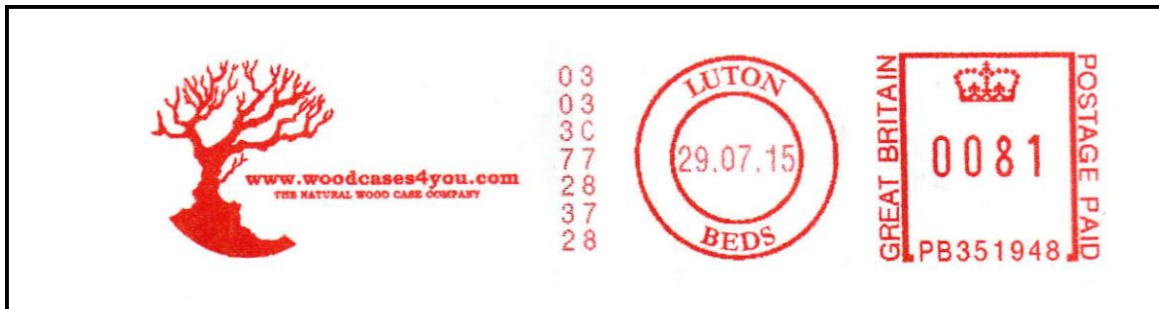 www.woodcases4you.com
THE NATURAL WOOD CASE COMPANY
03
03
3C
77
28
37
28
LUTON
29.07.15
BEDS
GREAT BRITAIN
0081
POSTAGE PAID
PB351948